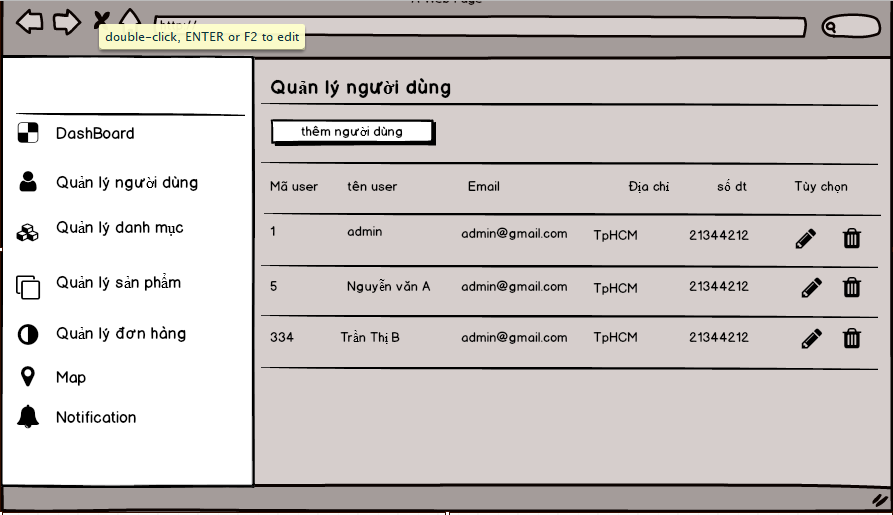 http://
double-click, ENTER or F2 to edit
Quản lý người dùng
thêm người dùng
DashBoard
Quản lý người dùng
Quản lý danh mục
Quản lý sản phẩm
Quản lý đơn hàng
Map
Notification
Mã user tên user Email Địa chỉ số dt Tùy chọn
1 admin admin@gmail.com TpHCM 21344212
5 Nguyễn văn A admin@gmail.com TpHCM 21344212
334 Trần Thị B admin@gmail.com TpHCM 21344212